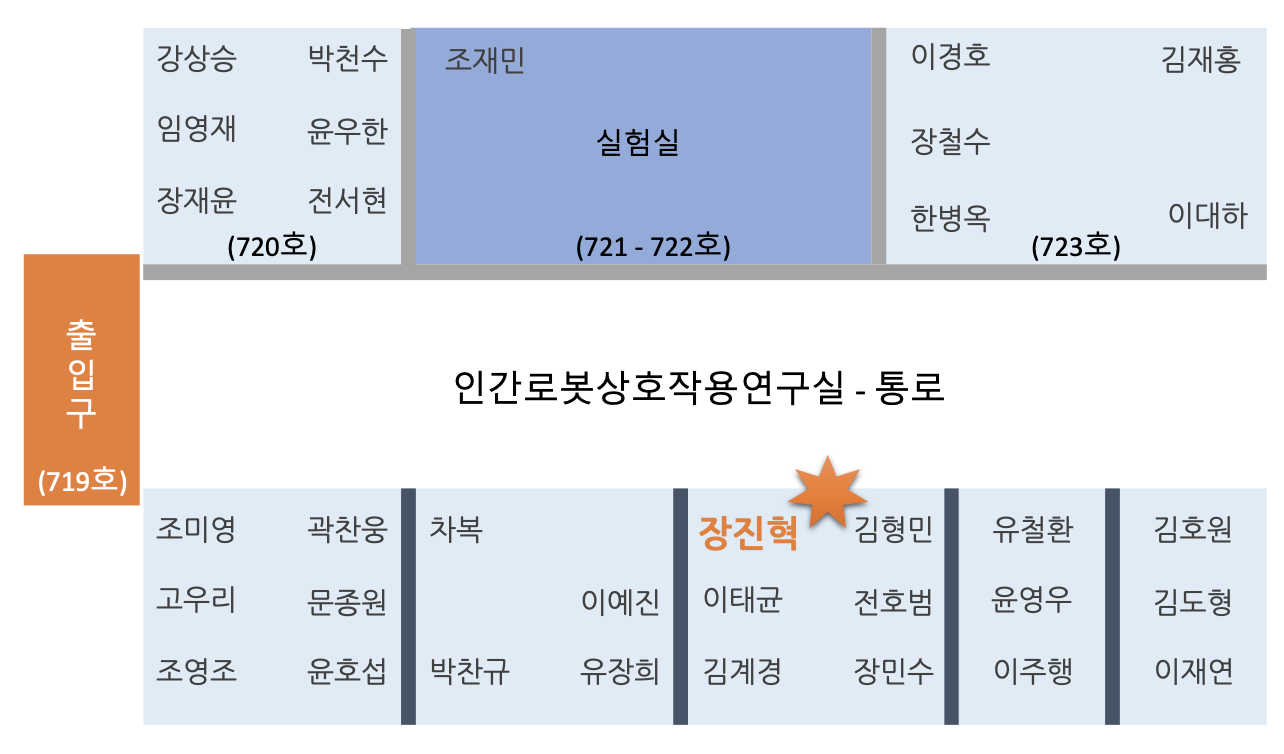 강상승 박천수
임영재 윤우한
장재윤 전서현
(720호)
조재민
실험실
(721 - 722호)
이경호 김재홍
장철수
한병옥 이대하
(723호)
출
입
구
(719호)
인간로봇상호작용연구실 - 통로
조미영 곽찬웅
고우리 문종원
조영조 윤호섭
차복
이예진
박찬규 유장희
장진혁 김형민
이태균 전호범
김계경 장민수
유철환
윤영우
이주행
김호원
김도형
이재연